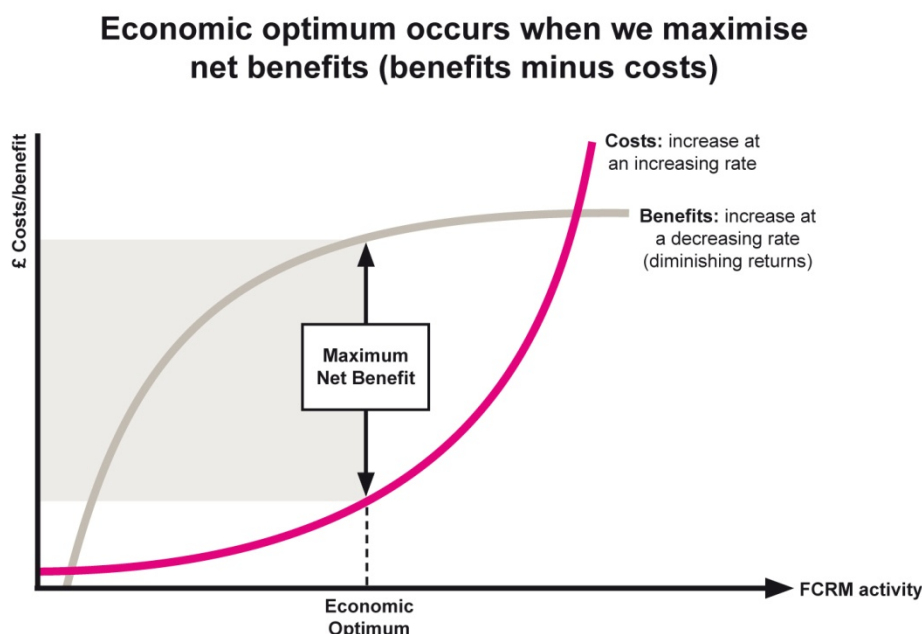 Economic optimum occurs when we maximise
net benefits (benefits minus costs)
£ Costs/benefit
Costs: increase at
an increasing rate
Benefits: increase at
a decreasing rate
(diminishing returns)
Maximum
Net Benefit
FCRM activity
Economic
Optimum